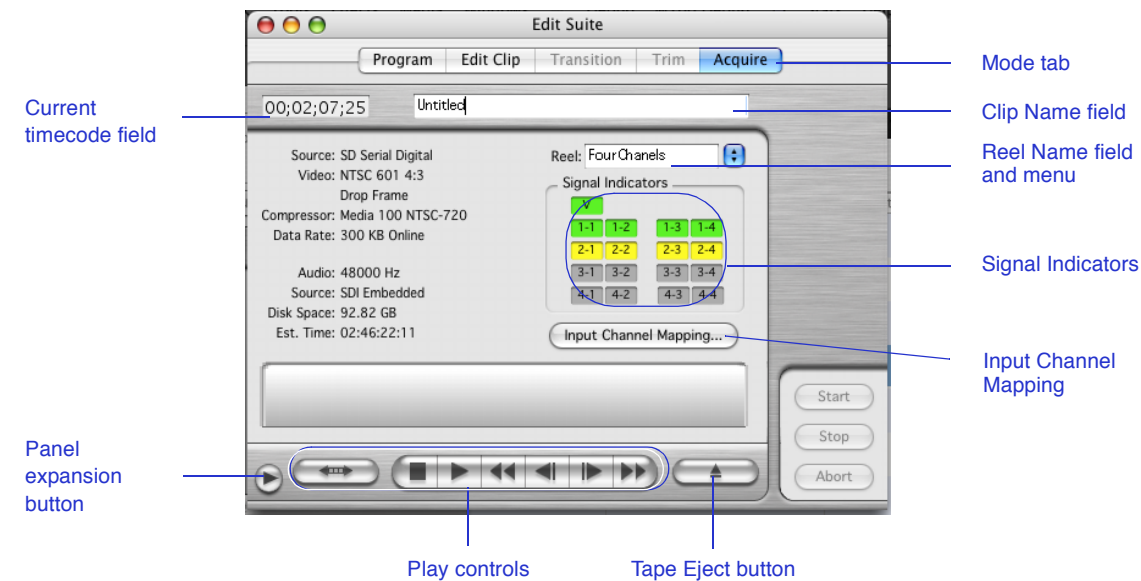 Edit Suite
Program Edit Clip Transition Trim Acquire
Mode tab
Current
timecode field
00;02;07;25
Untitled
Clip Name field
Source: SD Serial Digital
Video: NTSC 601 4:3
Drop Frame
Compressor: Media 100 NTSC-720
Data Rate: 300 KB Online
Audio: 48000 Hz
Source: SDI Embedded
Disk Space: 92.82 GB
Est. Time: 02:46:22:11
Reel: FourChanels
Reel Name field
and menu
Signal Indicators
V
1-1 1-2 1-3 1-4
2-1 2-2 2-3 2-4
3-1 3-2 3-3 3-4
4-1 4-2 4-3 4-4
Signal Indicators
Input Channel Mapping...
Input Channel
Mapping
Start
Stop
Abort
Panel
expansion
button
Play controls
Tape Eject button